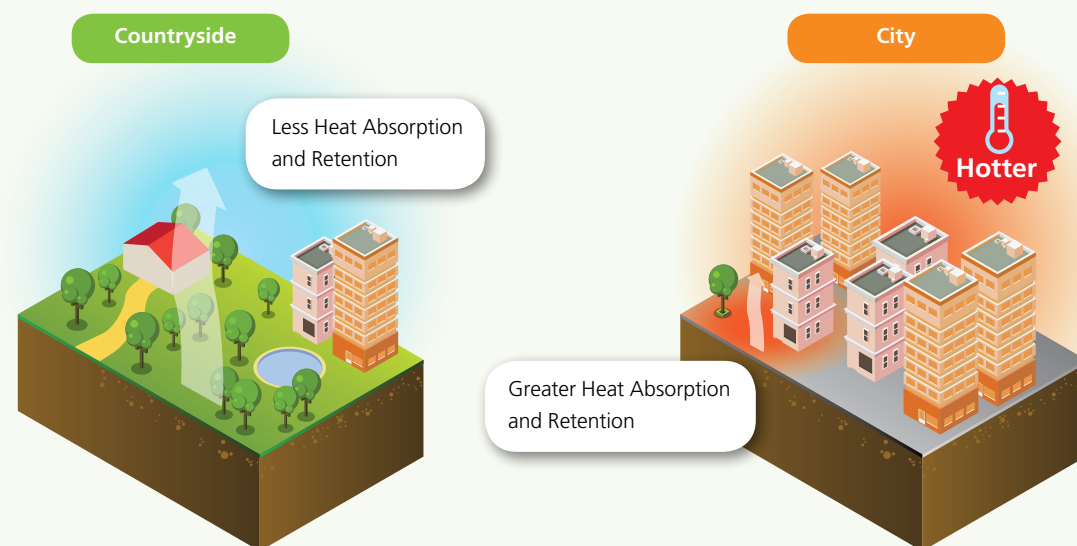 Countryside
Less Heat Absorption
and Retention
City
Hotter
Greater Heat Absorption
and Retention